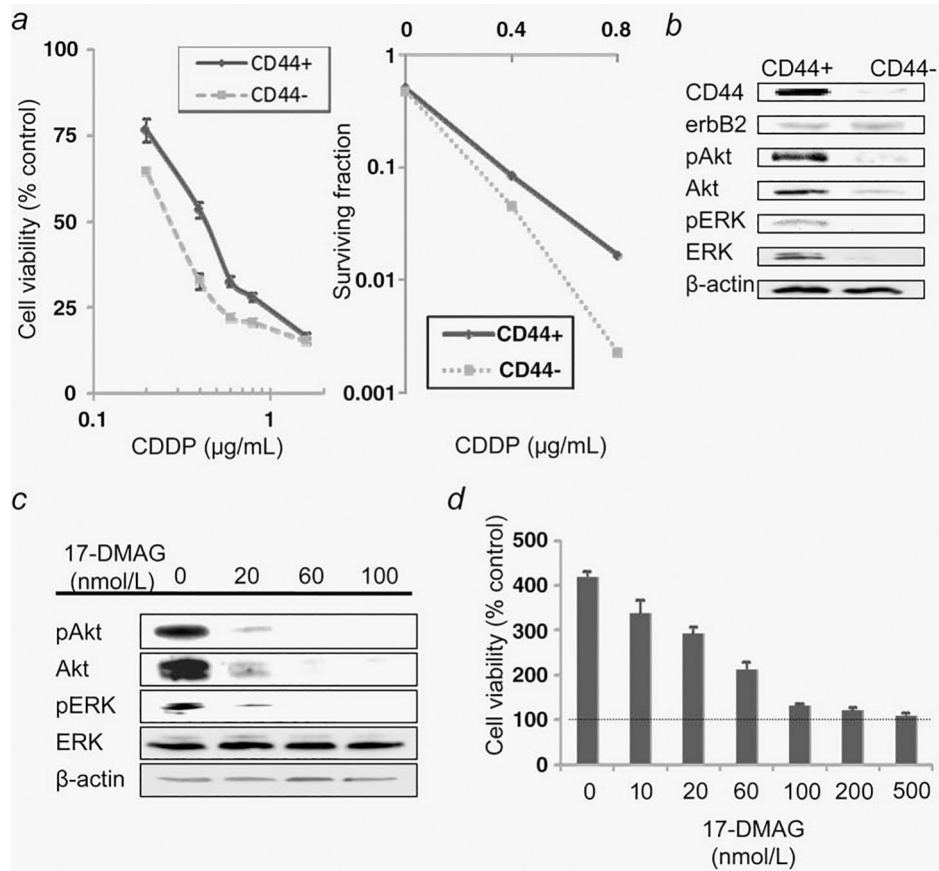 a
100
75
50
25
0
0.1
1
Cell viability (% control)
CDDP (µg/mL)
CD44+
CD44-
0
0.4
0.8
1
0.1
0.01
0.001
Surviving fraction
CD44+
CD44-
CDDP (µg/mL)
b
CD44+ CD44-
CD44
erbB2
pAkt
Akt
pERK
ERK
β-actin
c
17-DMAG
(nmol/L) 0 20 60 100
pAkt
Akt
pERK
ERK
β-actin
d
Cell viability (% control)
500
400
300
200
100
0
0 10 20 60 100 200 500
17-DMAG
(nmol/L)